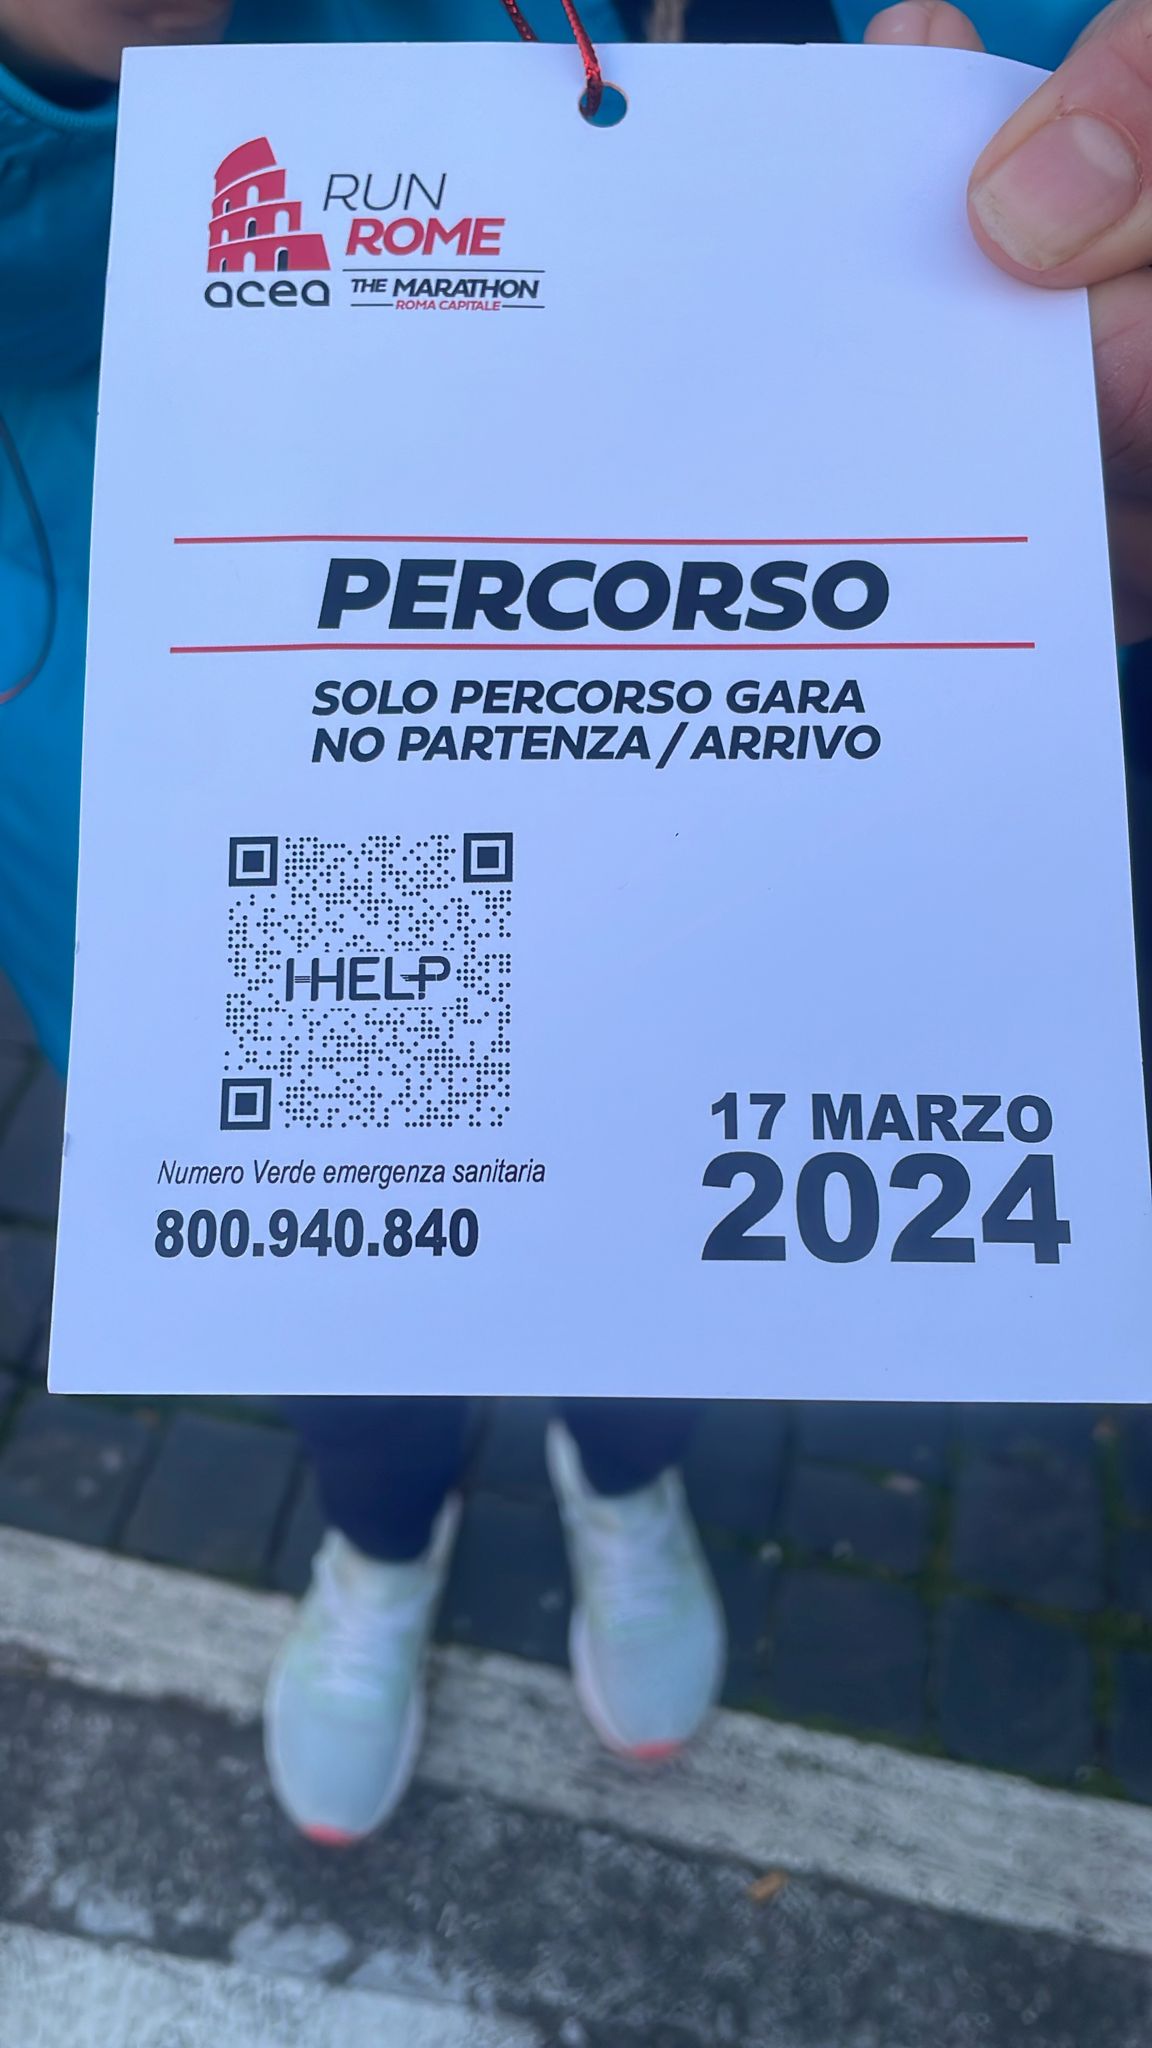 RUN
ROME
acea
THE MARATHON
ROMA CAPITALE
PERCORSO
SOLO PERCORSO GARA
NO PARTENZA / ARRIVO
I-HELP
Numero Verde emergenza sanitaria
800.940.840
17 MARZO
2024